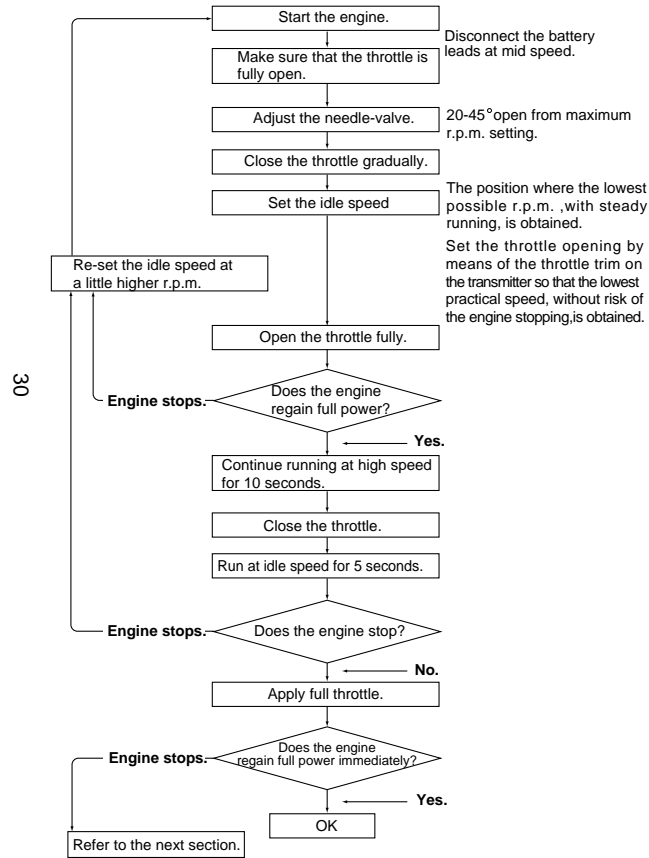 Start the engine.
Disconnect the battery
leads at mid speed.
Make sure that the throttle is
fully open.
Adjust the needle-valve.
20-45°open from maximum
r.p.m. setting.
Close the throttle gradually.
Set the idle speed
The position where the lowest
possible r.p.m. ,with steady
running, is obtained.
Set the throttle opening by
means of the throttle trim on
the transmitter so that the lowest
practical speed, without risk of
the engine stopping,is obtained.
Re-set the idle speed at
a little higher r.p.m.
Open the throttle fully.
30
Engine stops.
Does the engine
regain full power?
Yes.
Continue running at high speed
for 10 seconds.
Close the throttle.
Run at idle speed for 5 seconds.
Engine stops.
Does the engine stop?
No.
Apply full throttle.
Engine stops.
Does the engine
regain full power immediately?
Yes.
OK
Refer to the next section.